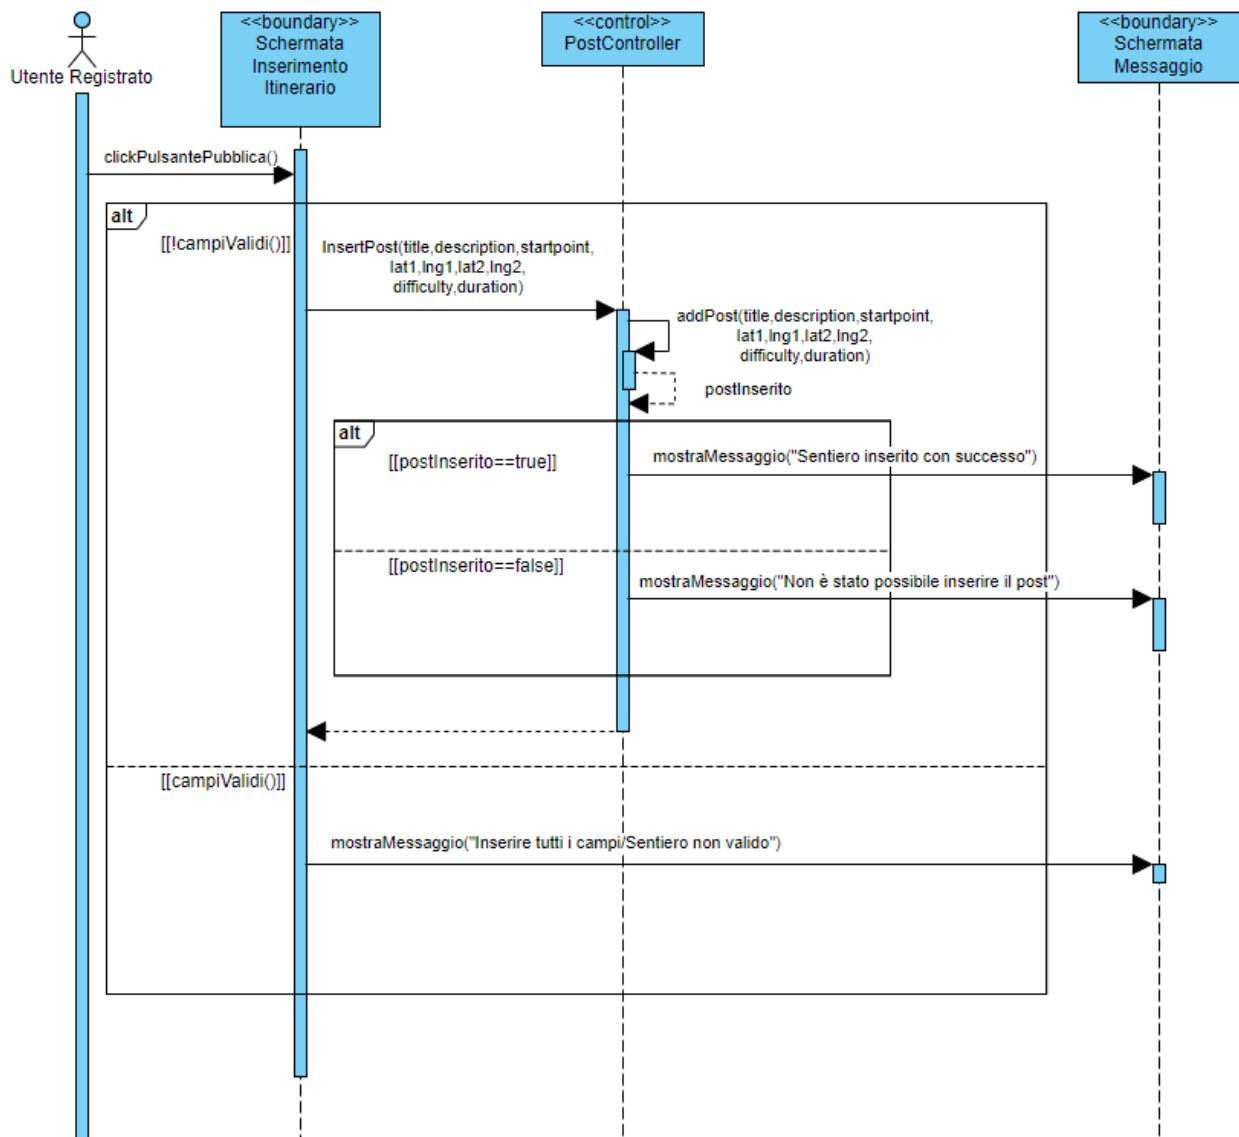 Utente Registrato
<<boundary>>
Schermata
Inserimento
Itinerario
<<control>>
PostController
<<boundary>>
Schermata
Messaggio
clickPulsantePubblica()
alt
[[!campiValidi()]]
InsertPost(title,description,startpoint,
lat1,lng1,lat2,lng2,
difficulty,duration)
addPost(title,description,startpoint,
lat1,lng1,lat2,lng2,
difficulty,duration)
postInserito
alt
[[postInserito==true]]
mostraMessaggio("Sentiero inserito con successo")
[[postInserito==false]]
mostraMessaggio("Non è stato possibile inserire il post")
[[campiValidi()]]
mostraMessaggio("Inserire tutti i campi/Sentiero non valido")